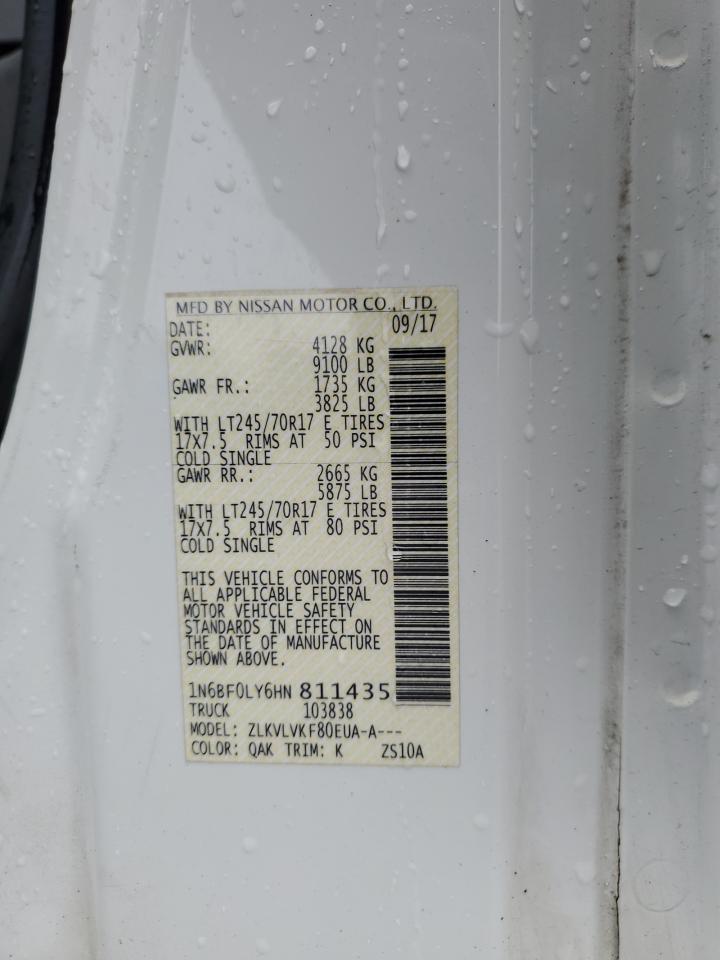 MFD BY NISSAN MOTOR CO., LTD.
DATE: 09/17
GVWR: 4128 KG
9100 LB
GAWR FR.: 1735 KG
3825 LB
WITH LT245/70R17 E TIRES
17X7.5 RIMS AT 50 PSI
COLD SINGLE
GAWR RR.: 2665 KG
5875 LB
WITH LT245/70R17 E TIRES
17X7.5 RIMS AT 80 PSI
COLD SINGLE
THIS VEHICLE CONFORMS TO
ALL APPLICABLE FEDERAL
MOTOR VEHICLE SAFETY
STANDARDS IN EFFECT ON
THE DATE OF MANUFACTURE
SHOWN ABOVE.
1N6BF0LY6HN 811435
TRUCK 103838
MODEL: ZLKVLVKF80EUA-A---
COLOR: QAK TRIM: K ZS10A